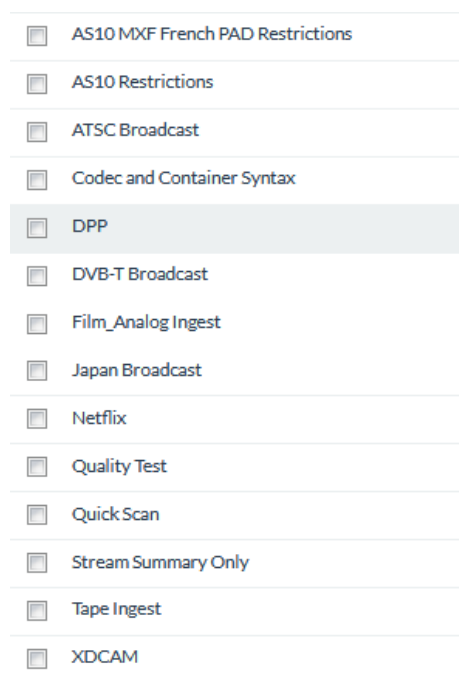 AS10 MXF French PAD Restrictions
AS10 Restrictions
ATSC Broadcast
Codec and Container Syntax
DPP
DVB-T Broadcast
Film_Analog Ingest
Japan Broadcast
Netflix
Quality Test
Quick Scan
Stream Summary Only
Tape Ingest
XDCAM